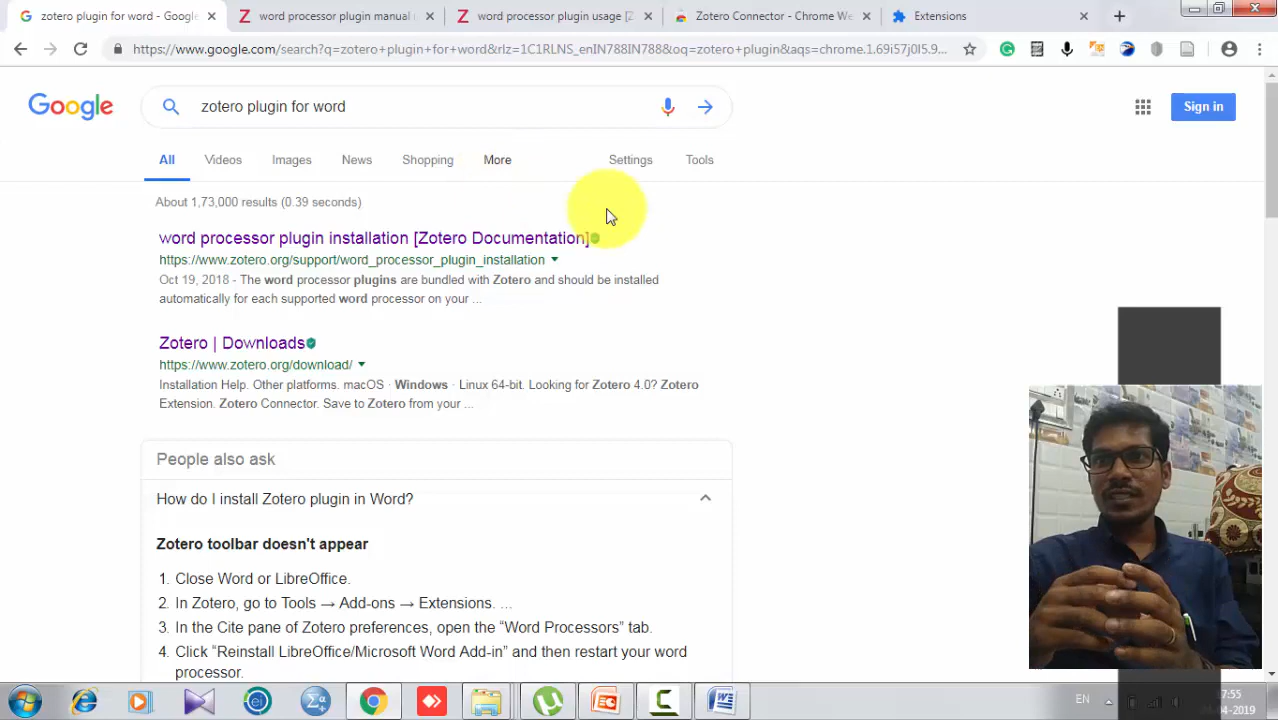 zotero plugin for word - Google
word processor plugin manual
word processor plugin usage [Z
Zotero Connector - Chrome We
Extensions
https://www.google.com/search?q=zotero+plugin+for+word&rlz=1C1RLNS_enIN788IN788&oq=zotero+plugin&aqs=chrome.1.69i57j0l5.9...
Google
zotero plugin for word
Sign in
All Videos Images News Shopping More Settings Tools
About 1,73,000 results (0.39 seconds)
word processor plugin installation [Zotero Documentation]
https://www.zotero.org/support/word_processor_plugin_installation
Oct 19, 2018 - The word processor plugins are bundled with Zotero and should be installed
automatically for each supported word processor on your ...
Zotero | Downloads
https://www.zotero.org/download/
Installation Help. Other platforms. macOS · Windows · Linux 64-bit. Looking for Zotero 4.0? Zotero
Extension. Zotero Connector. Save to Zotero from your ...
People also ask
How do I install Zotero plugin in Word?
Zotero toolbar doesn't appear
1. Close Word or LibreOffice.
2. In Zotero, go to Tools → Add-ons → Extensions. ...
3. In the Cite pane of Zotero preferences, open the “Word Processors” tab.
4. Click “Reinstall LibreOffice/Microsoft Word Add-in” and then restart your word
processor.
EN
17:55
-04-2019